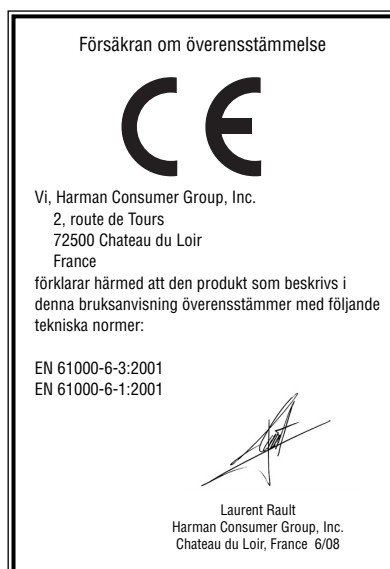 Försäkran om överensstämmelse
CE
Vi, Harman Consumer Group, Inc.
2, route de Tours
72500 Chateau du Loir
France
förklarar härmed att den produkt som beskrivs i
denna bruksanvisning överensstämmer med följande
tekniska normer:
EN 61000-6-3:2001
EN 61000-6-1:2001
Laurent Rault
Harman Consumer Group, Inc.
Chateau du Loir, France 6/08